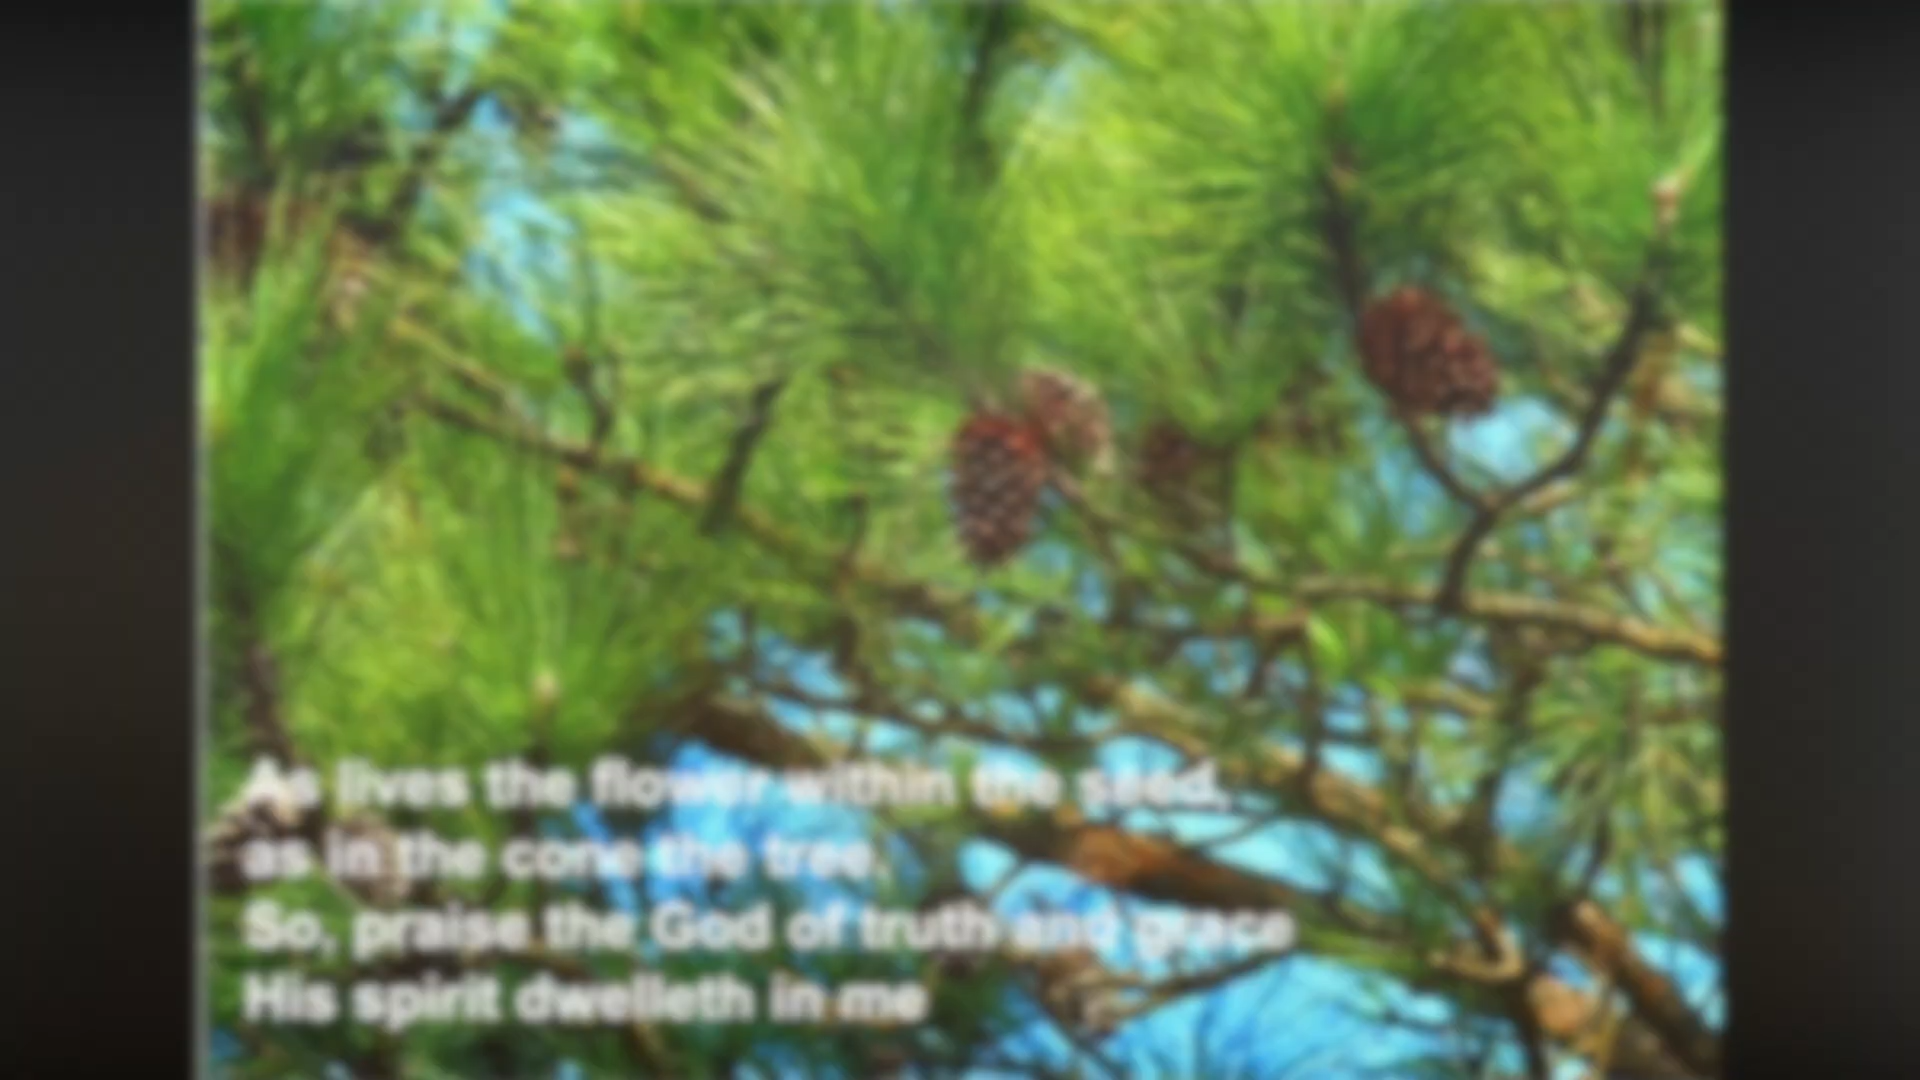 As lives the flower within the seed,
as in the cone the tree,
So, praise the God of truth and grace
His spirit dwelleth in me